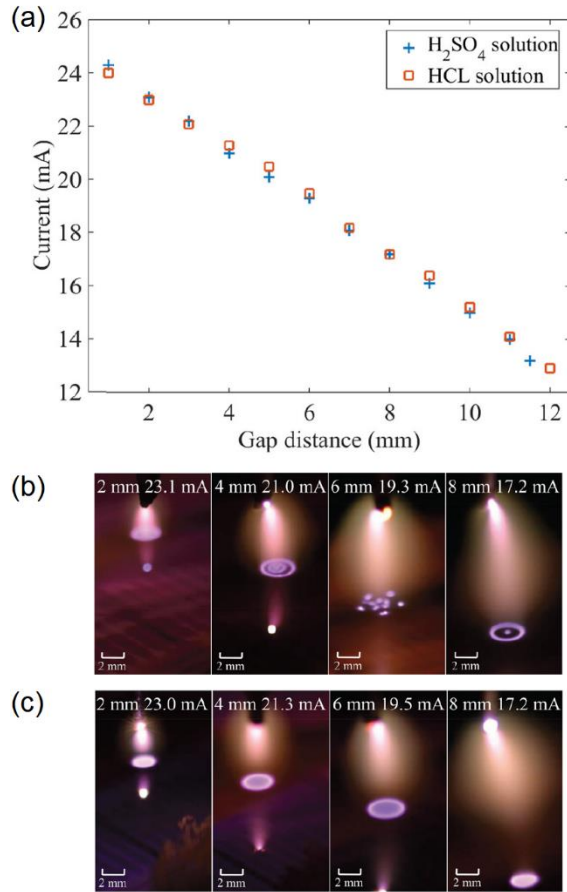 (a)
H₂SO₄ solution
HCL solution
24
22
20
18
16
14
12
Current (mA)
2
4
6
8
10
12
Gap distance (mm)
(b)
2 mm 23.1 mA
4 mm 21.0 mA
6 mm 19.3 mA
8 mm 17.2 mA
2 mm
2 mm
2 mm
2 mm
(c)
2 mm 23.0 mA
4 mm 21.3 mA
6 mm 19.5 mA
8 mm 17.2 mA
2 mm
2 mm
2 mm
2 mm